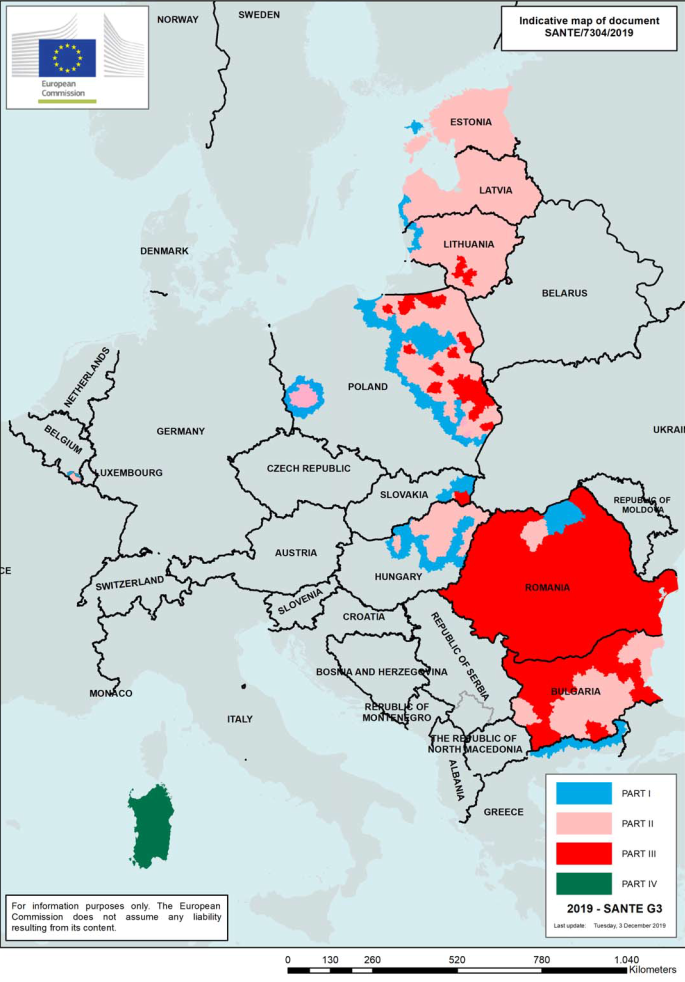 NORWAY
SWEDEN
Indicative map of document
SANTE/7304/2019
European
Commission
ESTONIA
LATVIA
DENMARK
LITHUANIA
BELARUS
NETHERLANDS
POLAND
BELGIUM
GERMANY
UKRAI
LUXEMBOURG
CZECH REPUBLIC
SLOVAKIA
REPUBLIC OF
MOLDOVA
AUSTRIA
CE
SWITZERLAND
HUNGARY
ROMANIA
SLOVENIA
CROATIA
REPUBLIC OF SERBIA
BOSNIA AND HERZEGOVINA
MONACO
BULGARIA
ITALY
REPUBLIC OF
MONTENEGRO
THE REPUBLIC OF
NORTH MACEDONIA
ALBANIA
GREECE
PART I
PART II
PART III
PART IV
2019 - SANTE G3
Last update: Tuesday, 3 December 2019
For information purposes only. The European
Commission does not assume any liability
resulting from its content.
0 130 260 520 780 1.040
Kilometers